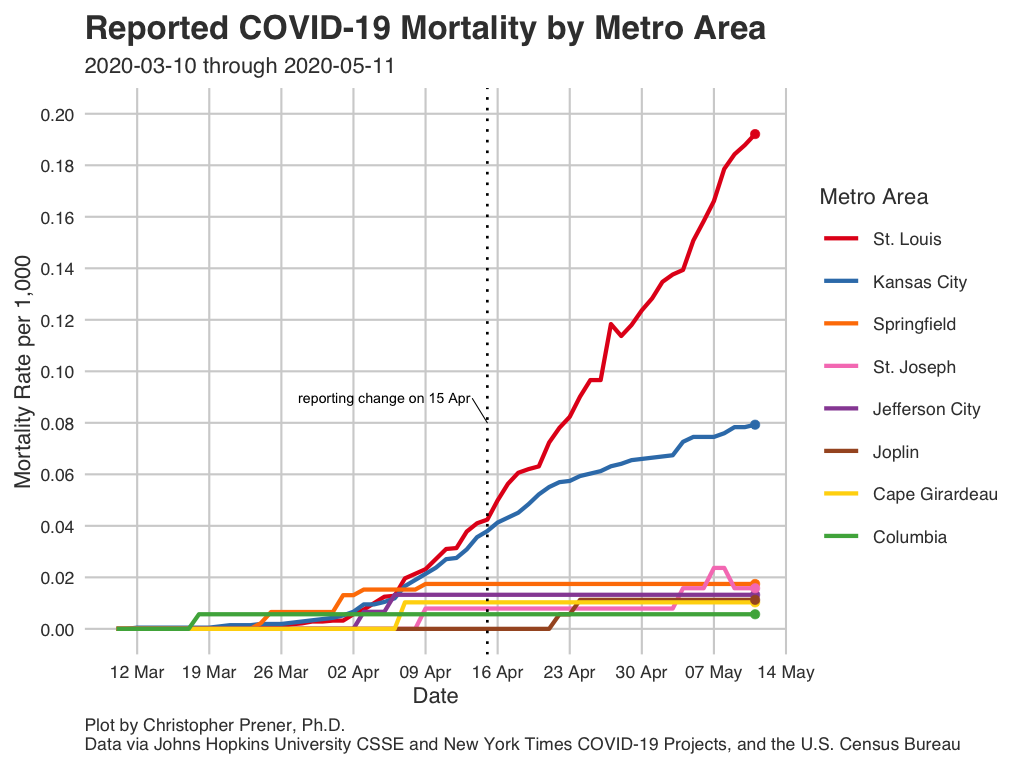 Reported COVID-19 Mortality by Metro Area
2020-03-10 through 2020-05-11
Mortality Rate per 1,000
0.20
0.18
0.16
0.14
0.12
0.10
0.08
0.06
0.04
0.02
0.00
reporting change on 15 Apr
12 Mar 19 Mar 26 Mar 02 Apr 09 Apr 16 Apr 23 Apr 30 Apr 07 May 14 May
Date
Metro Area
St. Louis
Kansas City
Springfield
St. Joseph
Jefferson City
Joplin
Cape Girardeau
Columbia
Plot by Christopher Prener, Ph.D.
Data via Johns Hopkins University CSSE and New York Times COVID-19 Projects, and the U.S. Census Bureau